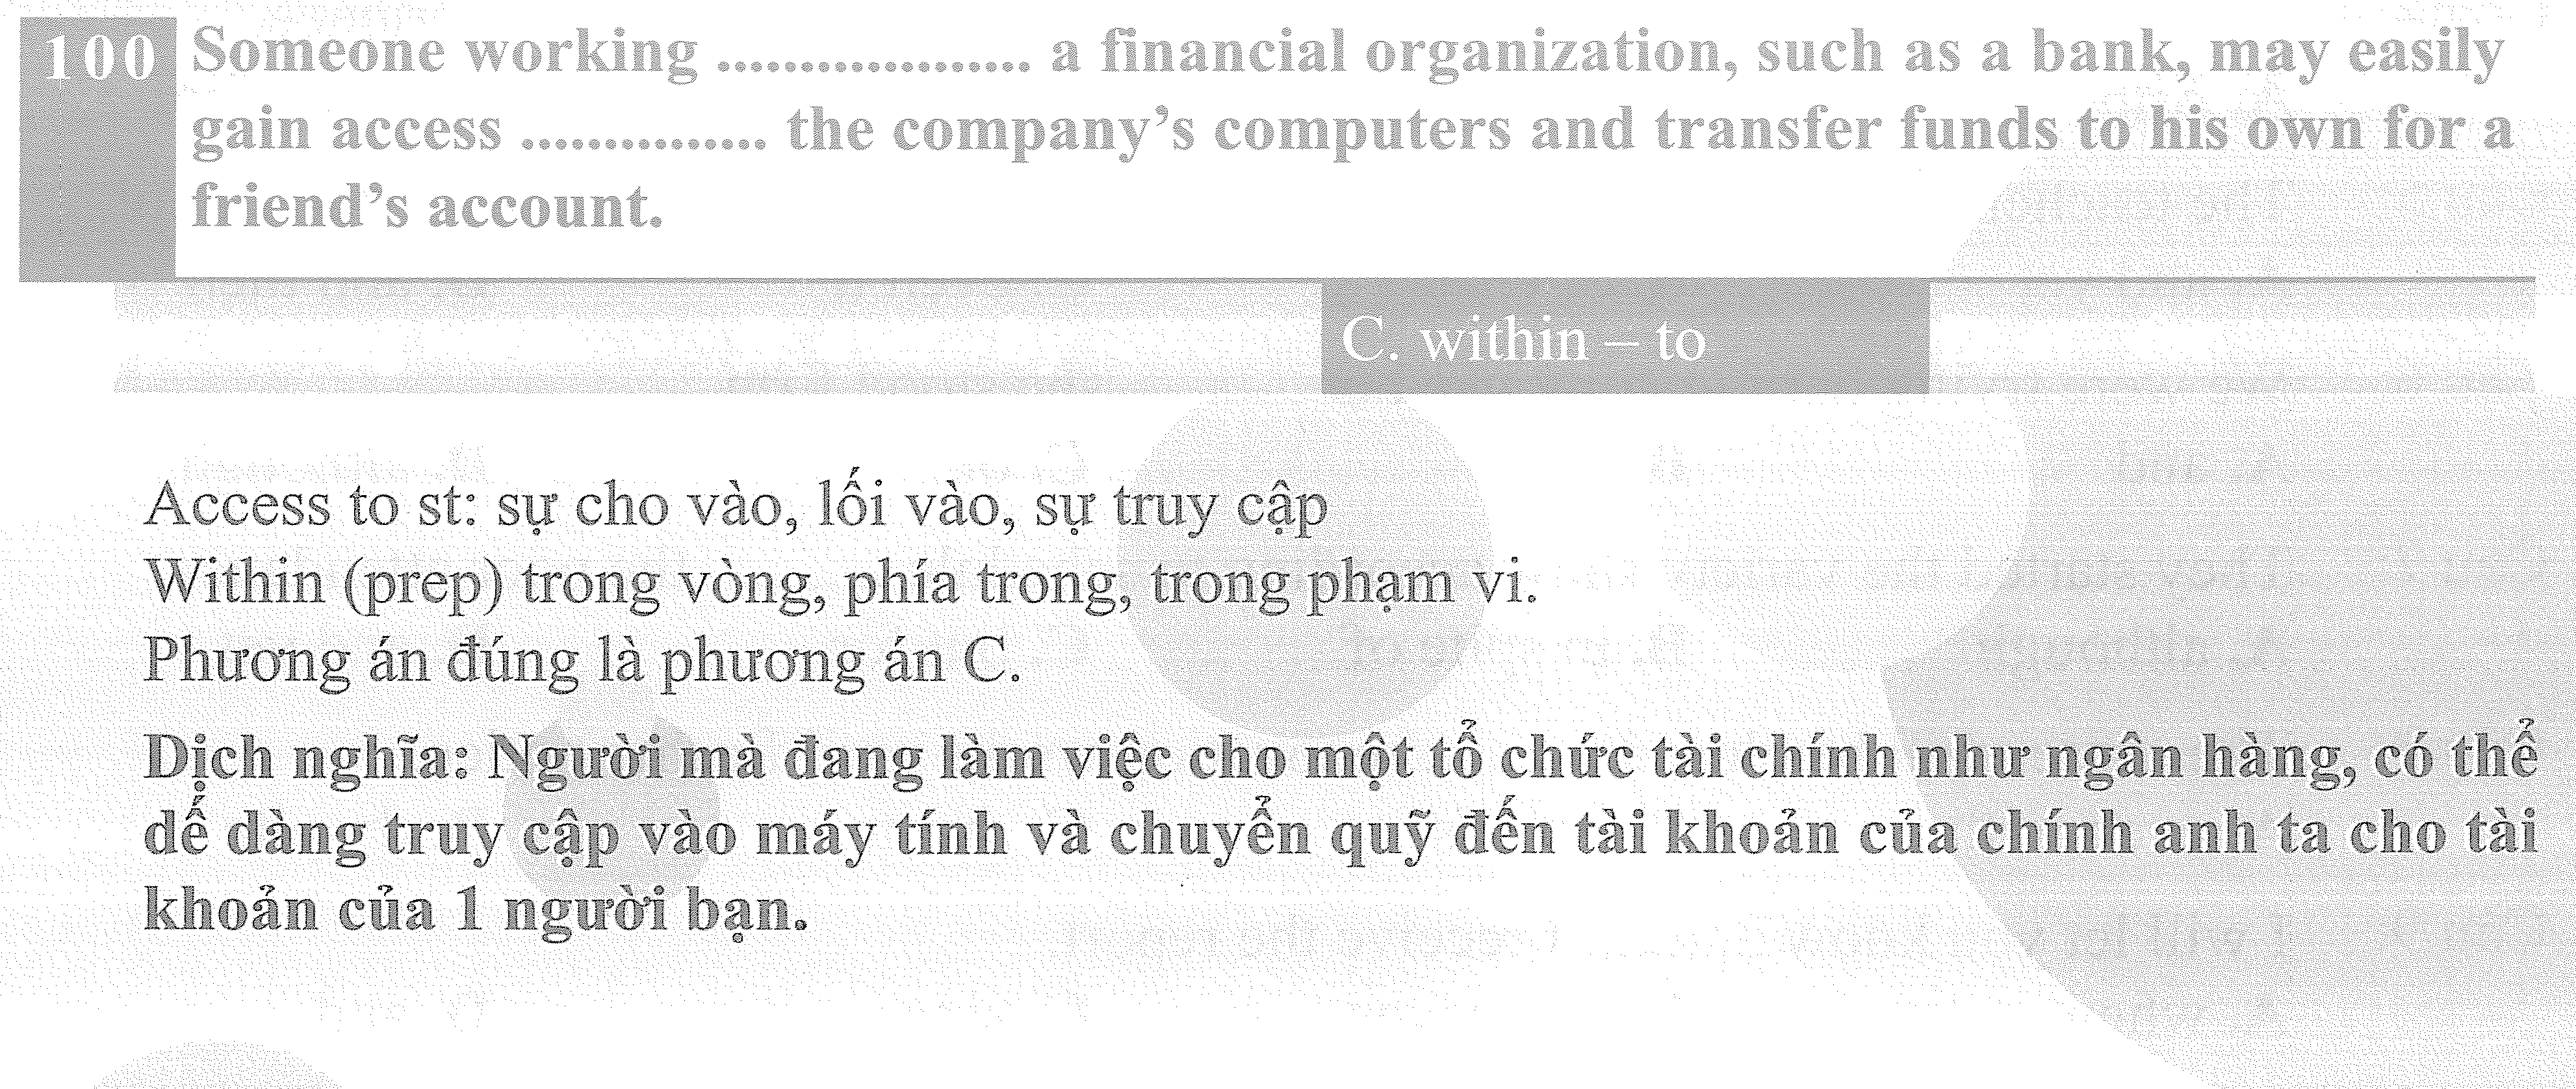 100 Someone working ................... a financial organization, such as a bank, may easily
gain access ............... the company's computers and transfer funds to his own for a
friend's account.
C. within – to
Access to st: sự cho vào, lối vào, sự truy cập
Within (prep) trong vòng, phía trong, trong phạm vi.
Phương án đúng là phương án C.
Dịch nghĩa: Người mà đang làm việc cho một tổ chức tài chính như ngân hàng, có thể
dế dàng truy cập vào máy tính và chuyển quỹ đến tài khoản của chính anh ta cho tài
khoản của 1 người bạn.